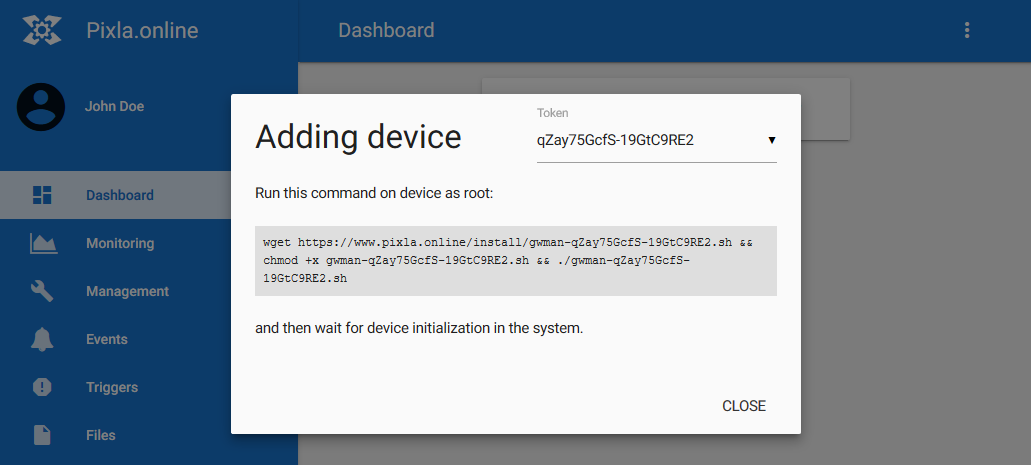 Pixla.online
Dashboard
John Doe
Adding device
Token
qZay75GcfS-19GtC9RE2
Run this command on device as root:
wget https://www.pixla.online/install/gwman-qZay75GcfS-19GtC9RE2.sh &&
chmod +x gwman-qZay75GcfS-19GtC9RE2.sh && ./gwman-qZay75GcfS-
19GtC9RE2.sh
and then wait for device initialization in the system.
CLOSE
Dashboard
Monitoring
Management
Events
Triggers
Files